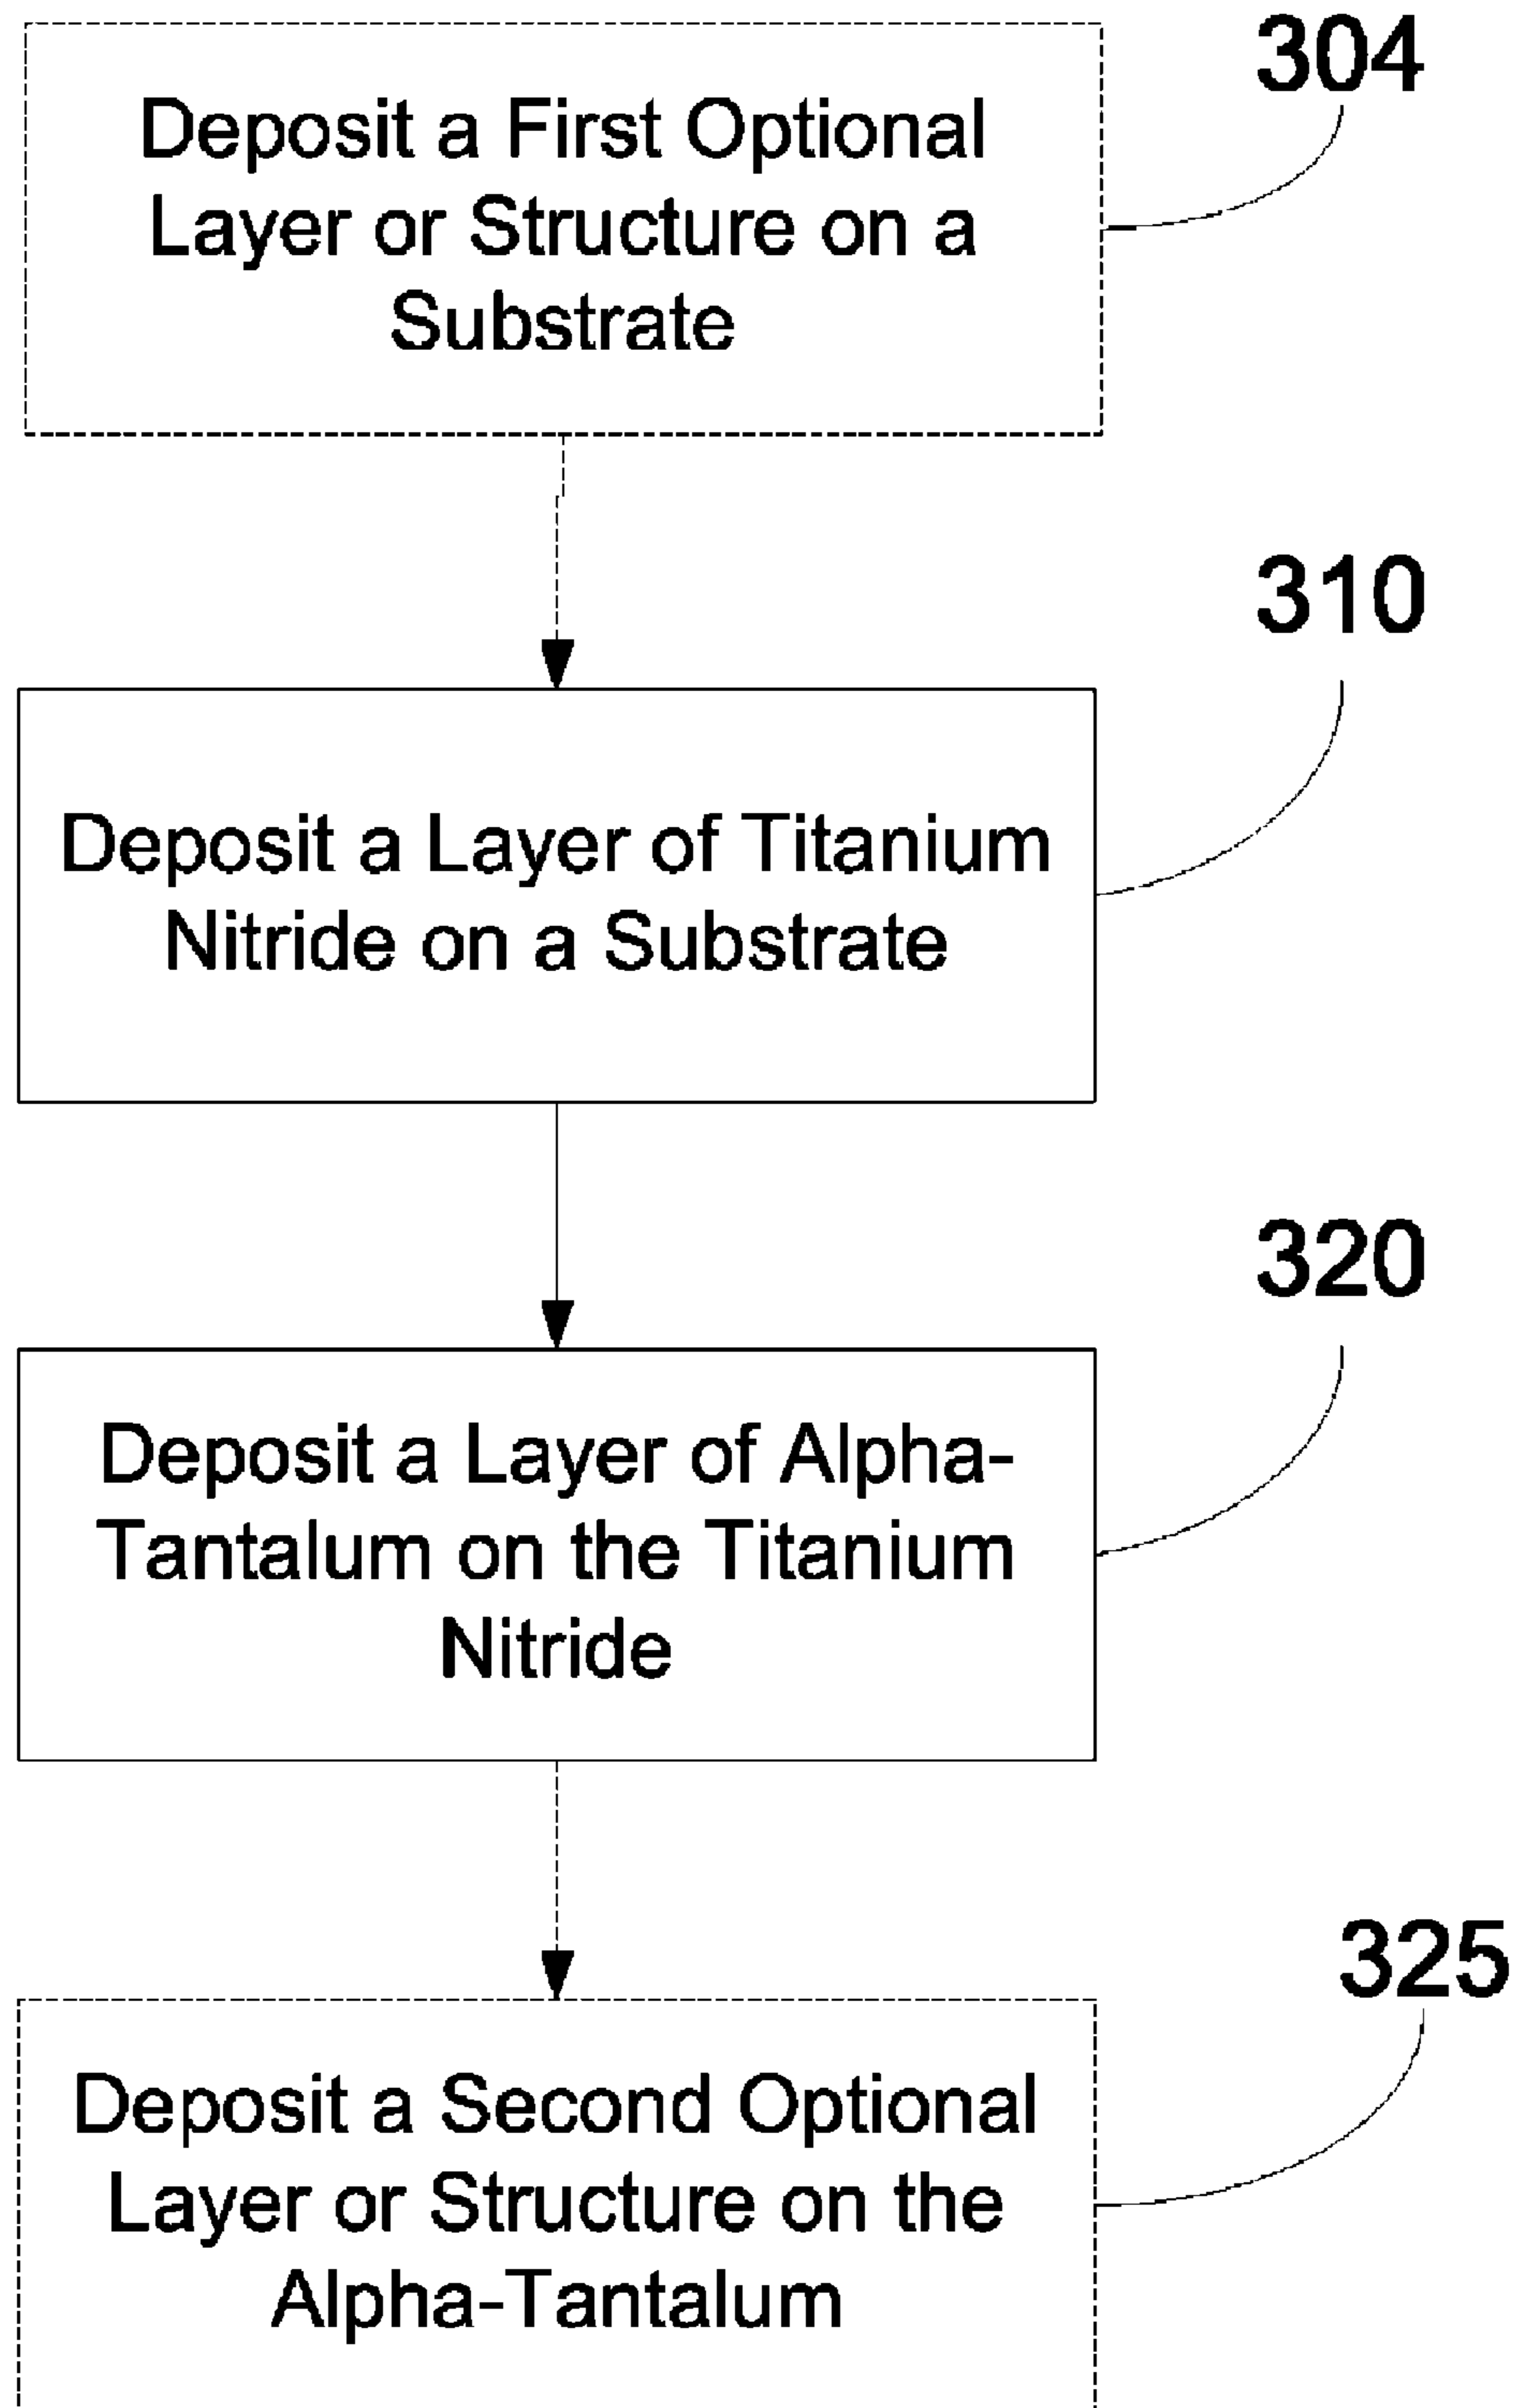 304
Deposit a First Optional
Layer or Structure on a
Substrate
310
Deposit a Layer of Titanium
Nitride on a Substrate
320
Deposit a Layer of Alpha-
Tantalum on the Titanium
Nitride
325
Deposit a Second Optional
Layer or Structure on the
Alpha-Tantalum